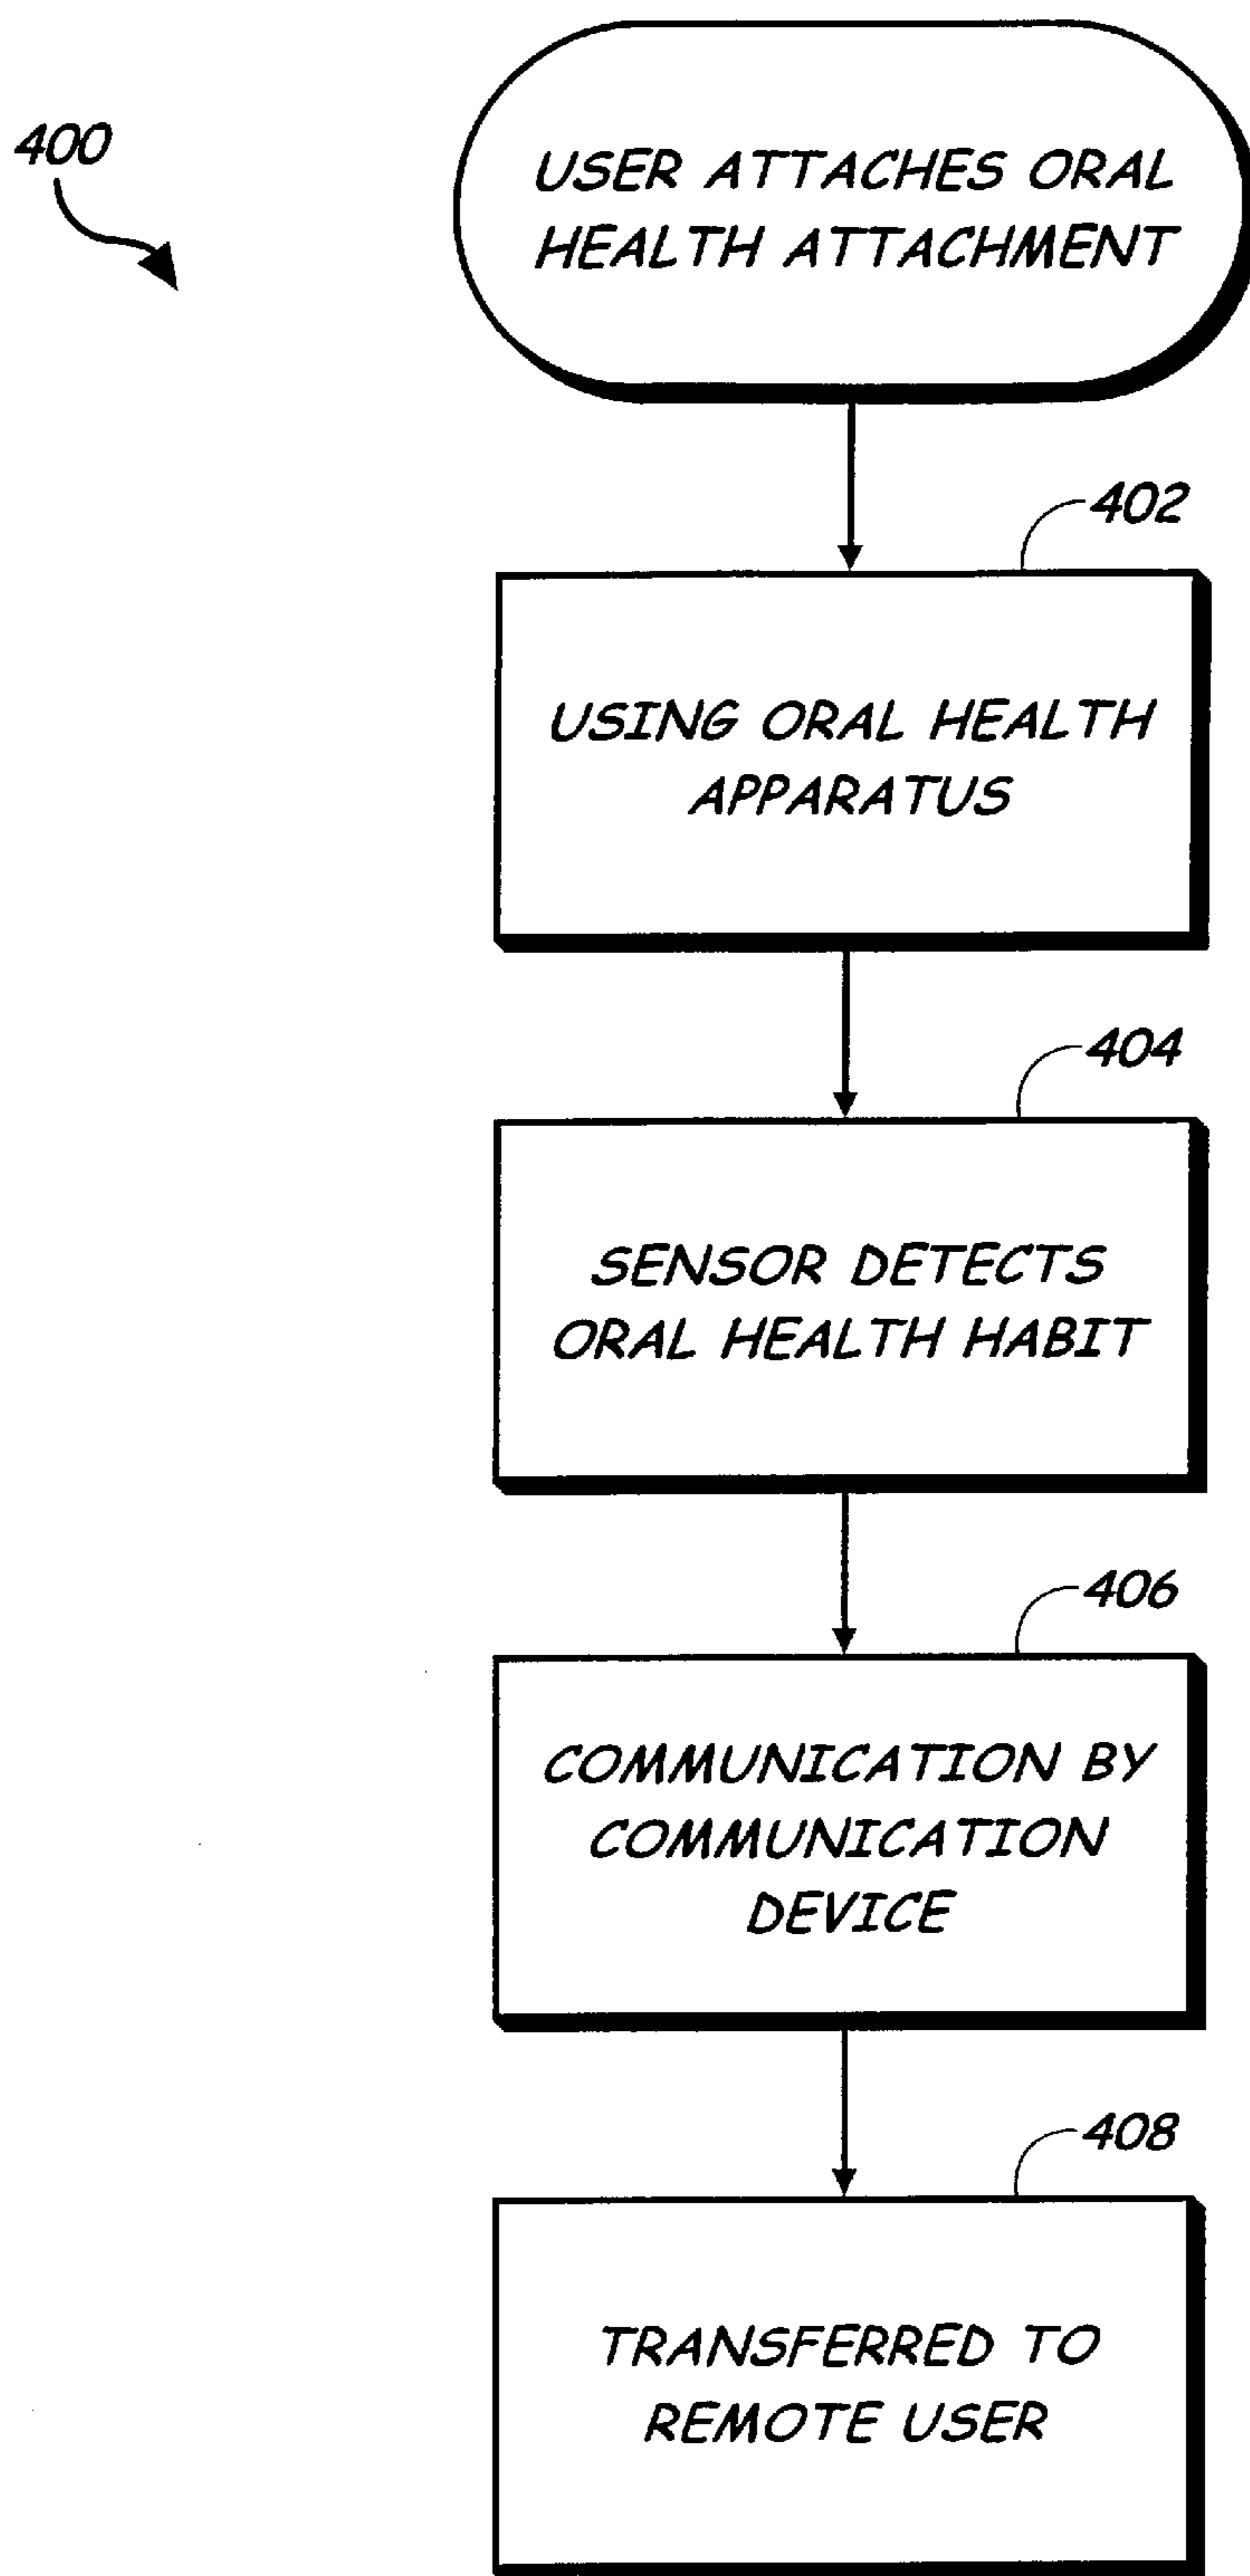 400
USER ATTACHES ORAL
HEALTH ATTACHMENT
402
USING ORAL HEALTH
APPARATUS
404
SENSOR DETECTS
ORAL HEALTH HABIT
406
COMMUNICATION BY
COMMUNICATION
DEVICE
408
TRANSFERRED TO
REMOTE USER